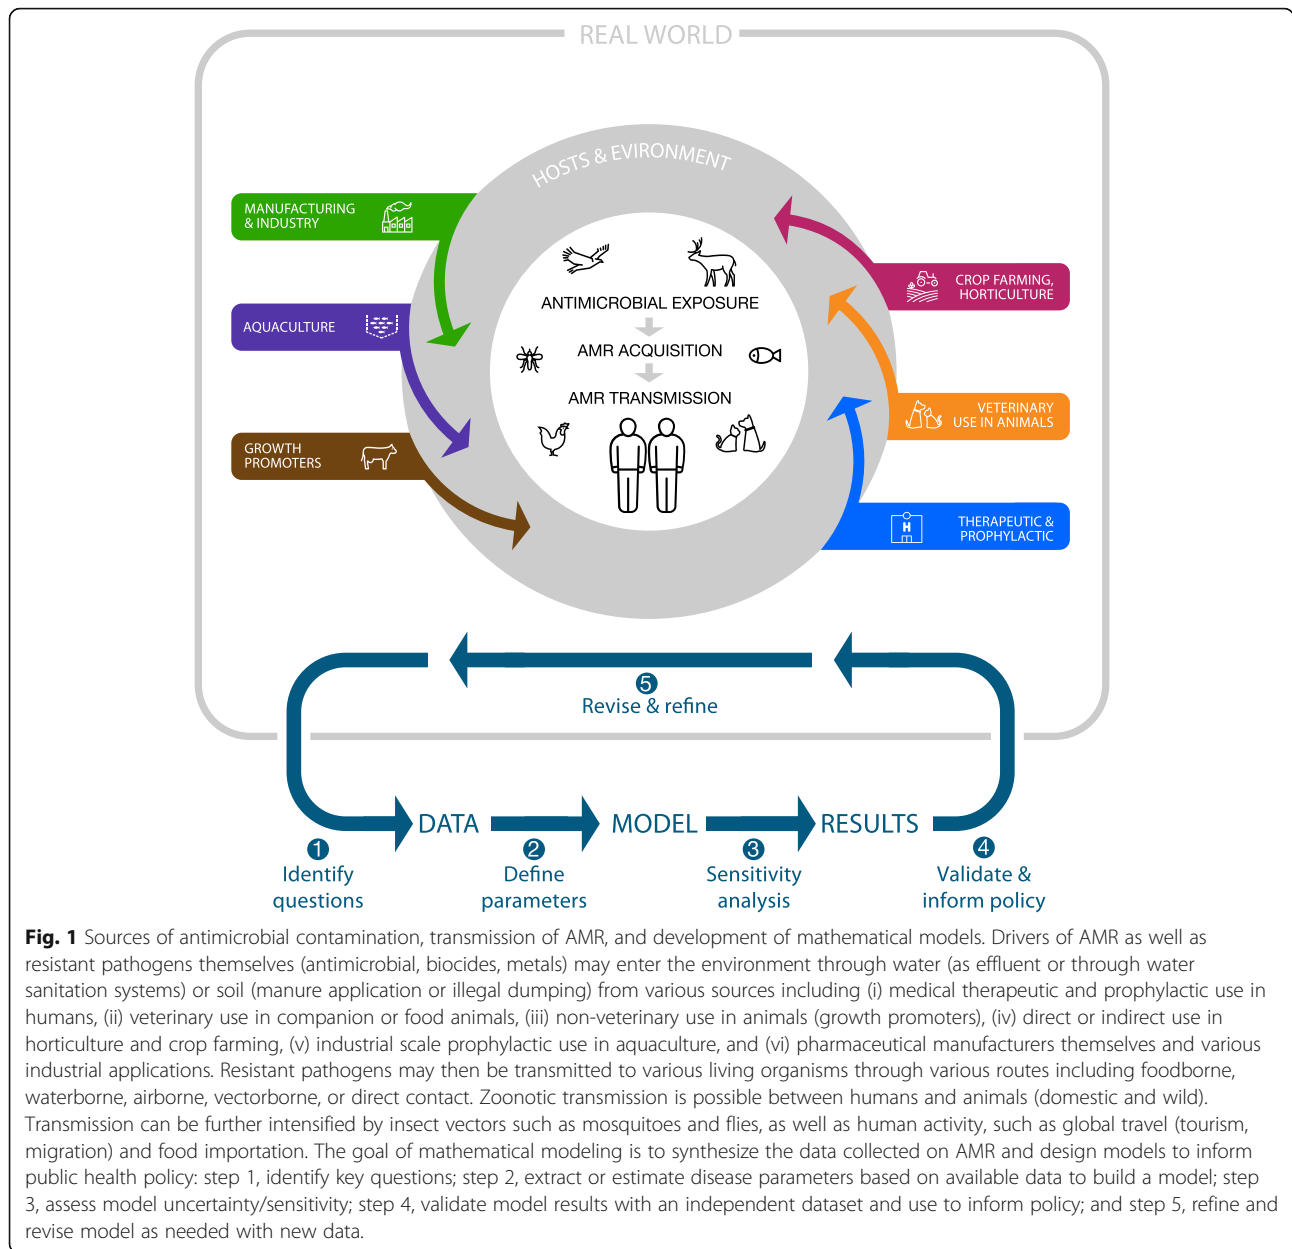 REAL WORLD
HOSTS & EVIRONMENT
MANUFACTURING
& INDUSTRY
AQUACULTURE
GROWTH
PROMOTERS
ANTIMICROBIAL EXPOSURE
AMR ACQUISITION
AMR TRANSMISSION
CROP FARMING,
HORTICULTURE
VETERINARY
USE IN ANIMALS
H
THERAPEUTIC &
PROPHYLACTIC
5
Revise & refine
DATA
MODEL
RESULTS
1
Identify
questions
2
Define
parameters
3
Sensitivity
analysis
4
Validate &
inform policy
Fig. 1 Sources of antimicrobial contamination, transmission of AMR, and development of mathematical models. Drivers of AMR as well as
resistant pathogens themselves (antimicrobial, biocides, metals) may enter the environment through water (as effluent or through water
sanitation systems) or soil (manure application or illegal dumping) from various sources including (i) medical therapeutic and prophylactic use in
humans, (ii) veterinary use in companion or food animals, (iii) non-veterinary use in animals (growth promoters), (iv) direct or indirect use in
horticulture and crop farming, (v) industrial scale prophylactic use in aquaculture, and (vi) pharmaceutical manufacturers themselves and various
industrial applications. Resistant pathogens may then be transmitted to various living organisms through various routes including foodborne,
waterborne, airborne, vectorborne, or direct contact. Zoonotic transmission is possible between humans and animals (domestic and wild).
Transmission can be further intensified by insect vectors such as mosquitoes and flies, as well as human activity, such as global travel (tourism,
migration) and food importation. The goal of mathematical modeling is to synthesize the data collected on AMR and design models to inform
public health policy: step 1, identify key questions; step 2, extract or estimate disease parameters based on available data to build a model; step
3, assess model uncertainty/sensitivity; step 4, validate model results with an independent dataset and use to inform policy; and step 5, refine and
revise model as needed with new data.